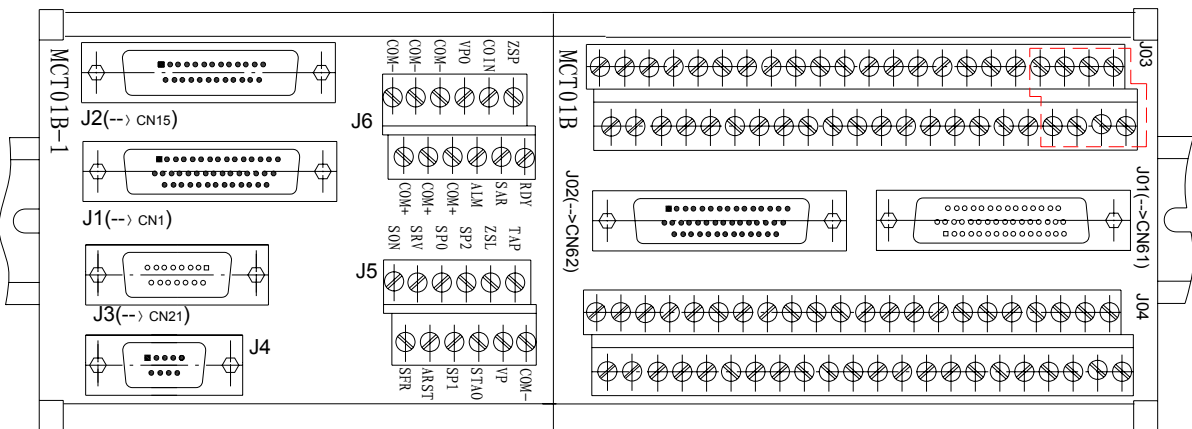 MCT01B-1
J2(--> CN15)
J1(--> CN1)
J3(--> CN21)
J4
COM- COM- COM- VPO COIN ZSP
J6
COM+ COM+ COM+ ALM SAR RDY
SON SRV SP0 SP2 ZSL TAP
J5
SFR ARST SP1 STAO VP COM-
MCT01B
J03
J02(-->CN62)
J01(-->CN61)
J04